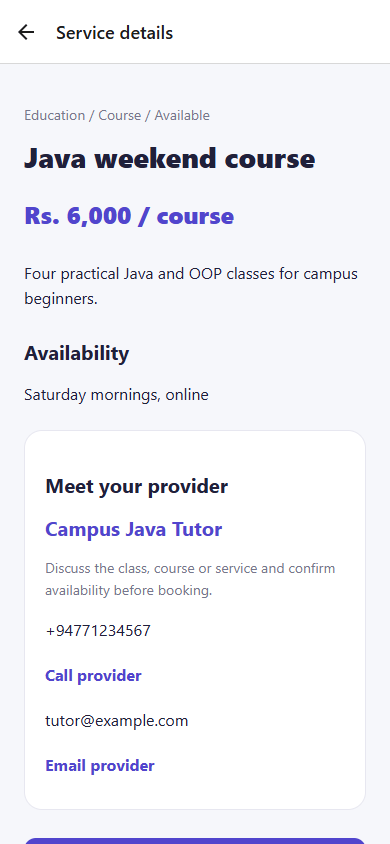 Service details
Education / Course / Available
Java weekend course
Rs. 6,000 / course
Four practical Java and OOP classes for campus
beginners.
Availability
Saturday mornings, online
Meet your provider
Campus Java Tutor
Discuss the class, course or service and confirm
availability before booking.
+94771234567
Call provider
tutor@example.com
Email provider